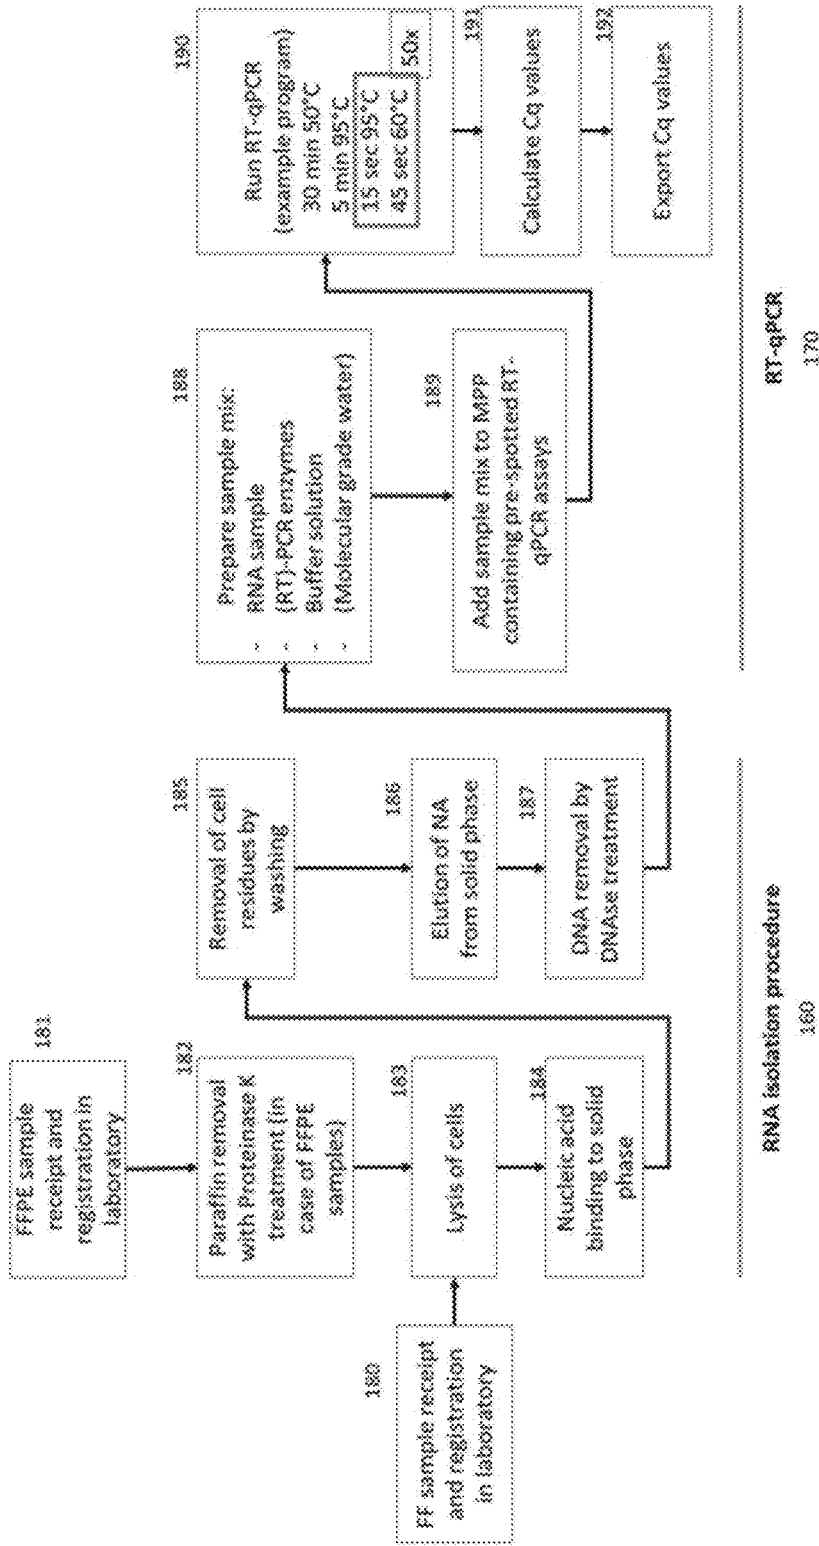 181
FFPE sample
receipt and
registration in
laboratory
180
FF sample receipt
and registration
in laboratory
182
Paraffin removal
with Proteinase K
treatment (in
case of FFPE
samples)
183
Lysis of cells
184
Nucleic acid
binding to solid
phase
185
Removal of cell
residues by
washing
186
Elution of NA
from solid phase
187
DNA removal by
DNAse treatment
RNA isolation procedure
160
188
Prepare sample mix:
- RNA sample
- (RT)-PCR enzymes
- Buffer solution
- (Molecular grade water)
189
Add sample mix to MPP
containing pre-spotted RT-
qPCR assays
190
Run RT-qPCR
(example program)
30 min 50°C
5 min 95°C
15 sec 95°C
45 sec 60°C
50x
191
Calculate Cq values
192
Export Cq values
RT-qPCR
170